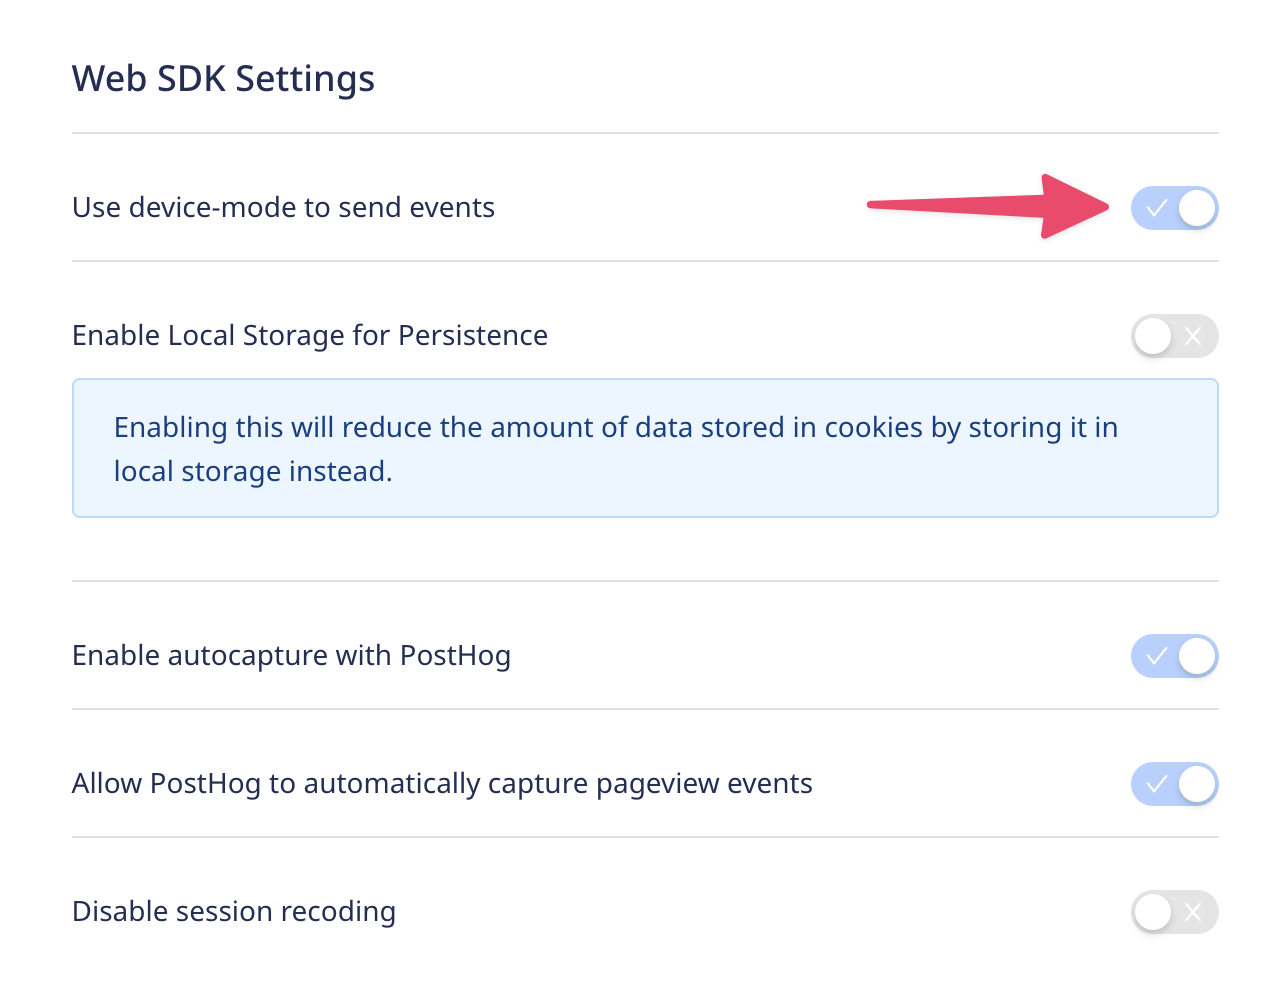 Web SDK Settings
Use device-mode to send events
Enable Local Storage for Persistence
Enabling this will reduce the amount of data stored in cookies by storing it in
local storage instead.
Enable autocapture with PostHog
Allow PostHog to automatically capture pageview events
Disable session recoding